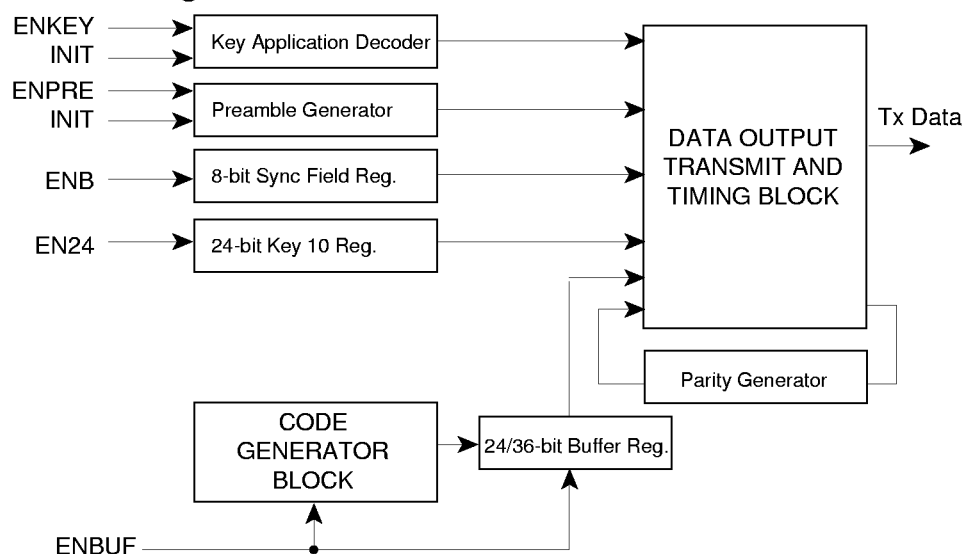 ENKEY
INIT
Key Application Decoder
ENPRE
INIT
Preamble Generator
ENB
8-bit Sync Field Reg.
EN24
24-bit Key 10 Reg.
DATA OUTPUT
TRANSMIT AND
TIMING BLOCK
Tx Data
Parity Generator
CODE
GENERATOR
BLOCK
24/36-bit Buffer Reg.
ENBUF